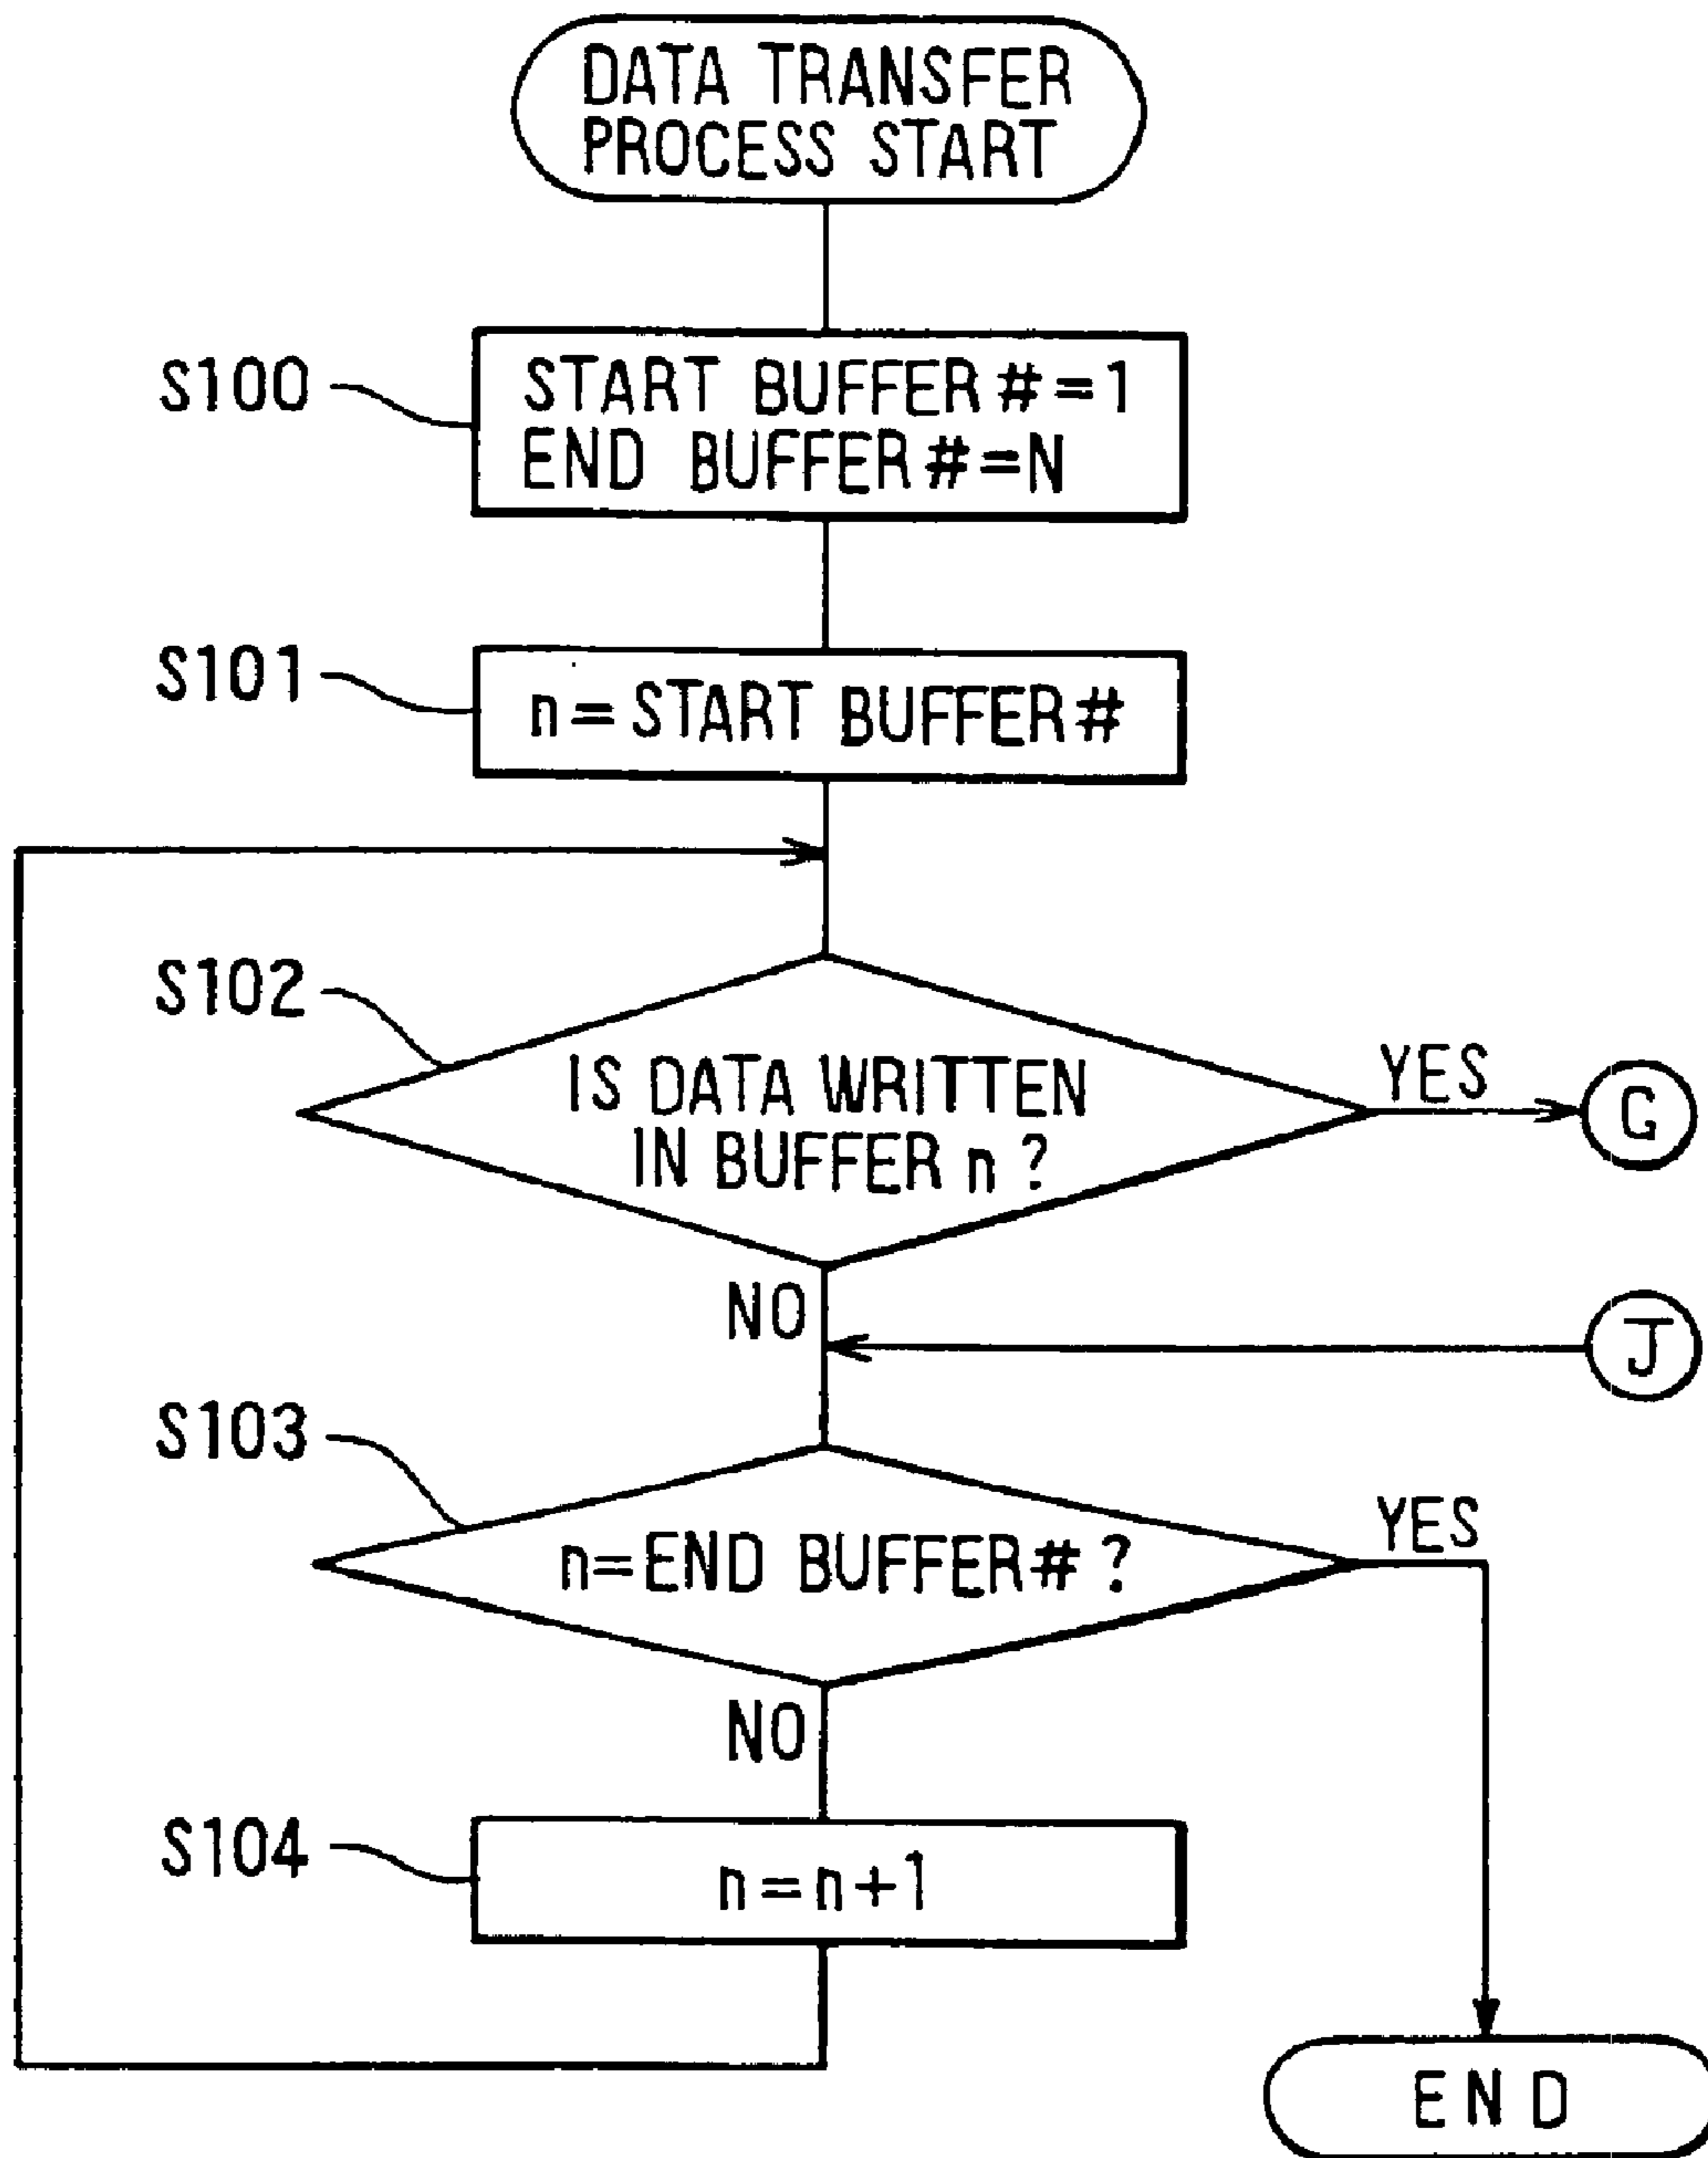 DATA TRANSFER
PROCESS START
S100
START BUFFER#=1
END BUFFER#=N
S101
n=START BUFFER#
S102
IS DATA WRITTEN
IN BUFFER n?
YES
G
NO
J
S103
n=END BUFFER#?
YES
NO
S104
n=n+1
END